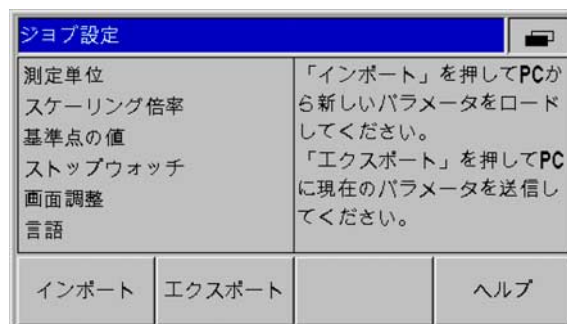 ジョブ設定
測定単位
スケーリング倍率
基準点の値
ストップウォッチ
画面調整
言語
「インポート」を押してPCか
ら新しいパラメータをロード
してください。
「エクスポート」を押してPC
に現在のパラメータを送信し
てください。
インポート
エクスポート
ヘルプ